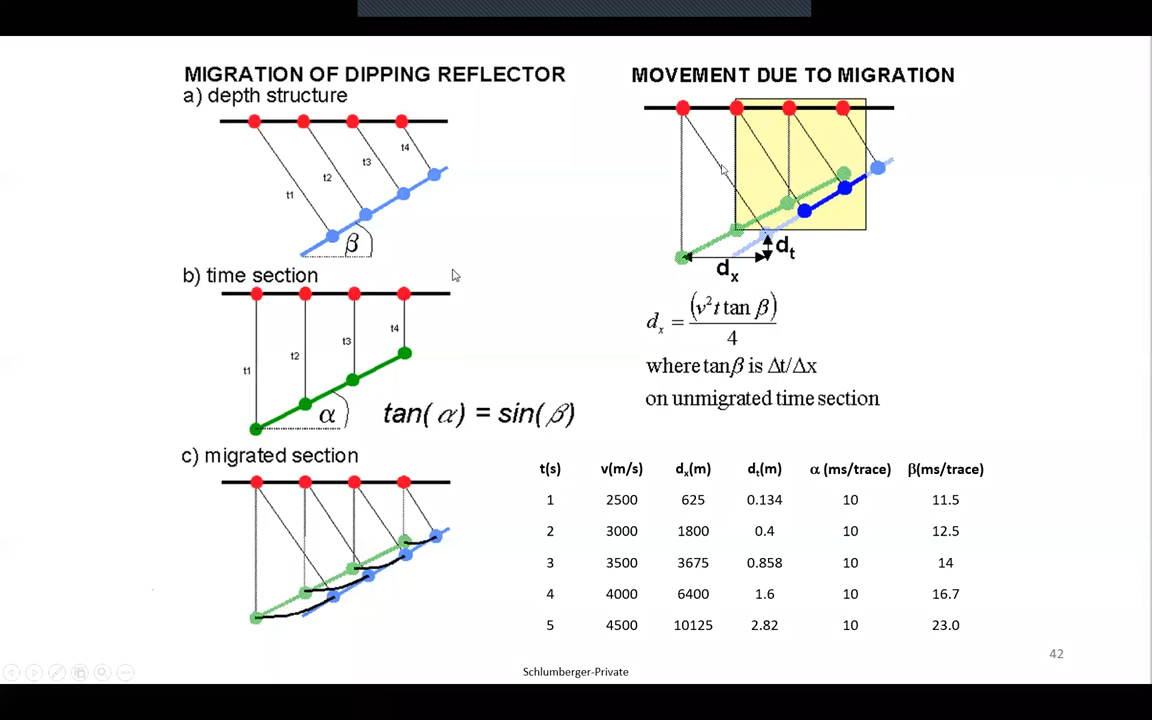 MIGRATION OF DIPPING REFLECTOR
a) depth structure
t1
t2
t3
t4
β
b) time section
t1
t2
t3
t4
α
tan(α) = sin(β)
c) migrated section
MOVEMENT DUE TO MIGRATION
dt
dx
dx = (v²t tan β) / 4
where tanβ is Δt/Δx
on unmigrated time section
t(s) v(m/s) dx(m) dt(m) α (ms/trace) β(ms/trace)
1 2500 625 0.134 10 11.5
2 3000 1800 0.4 10 12.5
3 3500 3675 0.858 10 14
4 4000 6400 1.6 10 16.7
5 4500 10125 2.82 10 23.0
42
Schlumberger-Private